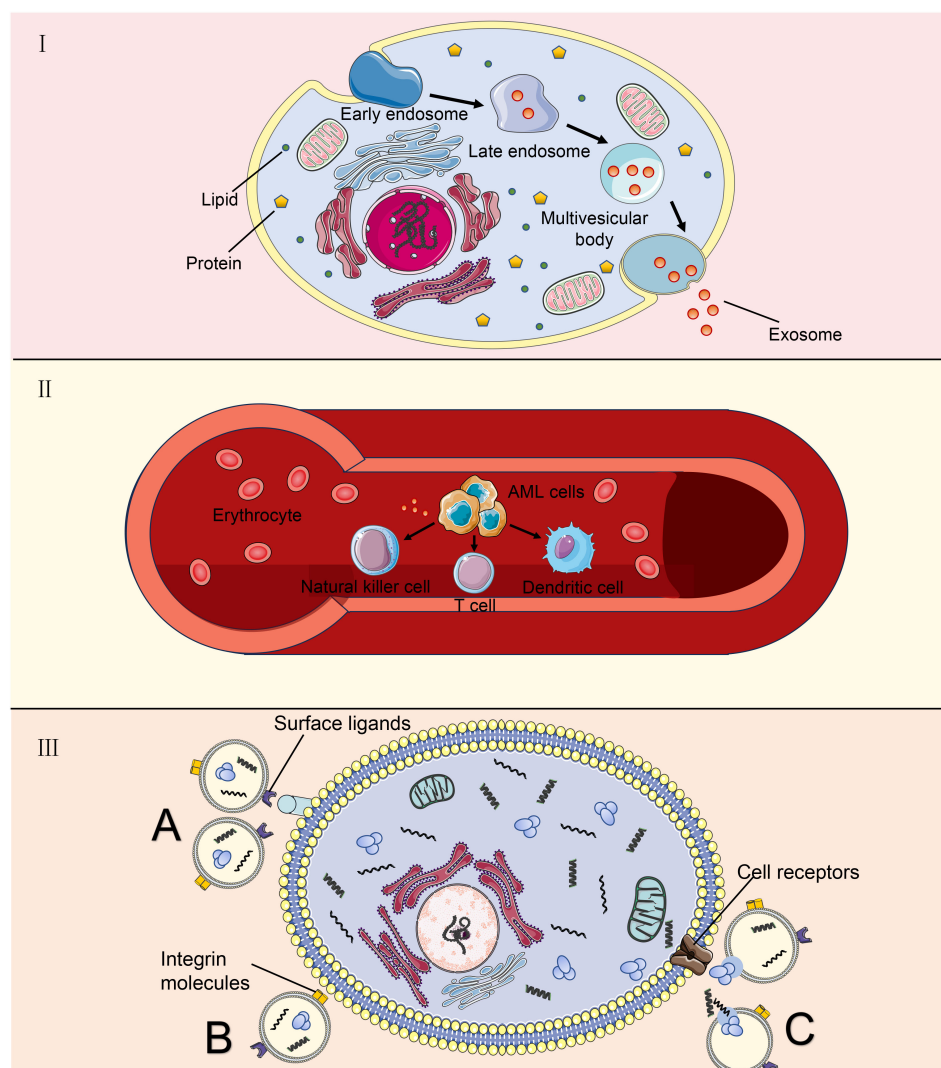 I
Early endosome
Late endosome
Lipid
Multivesicular
body
Protein
Exosome
II
AML cells
Erythrocyte
Natural killer cell
Dendritic cell
T cell
III
Surface ligands
A
Cell receptors
Integrin
molecules
B
C